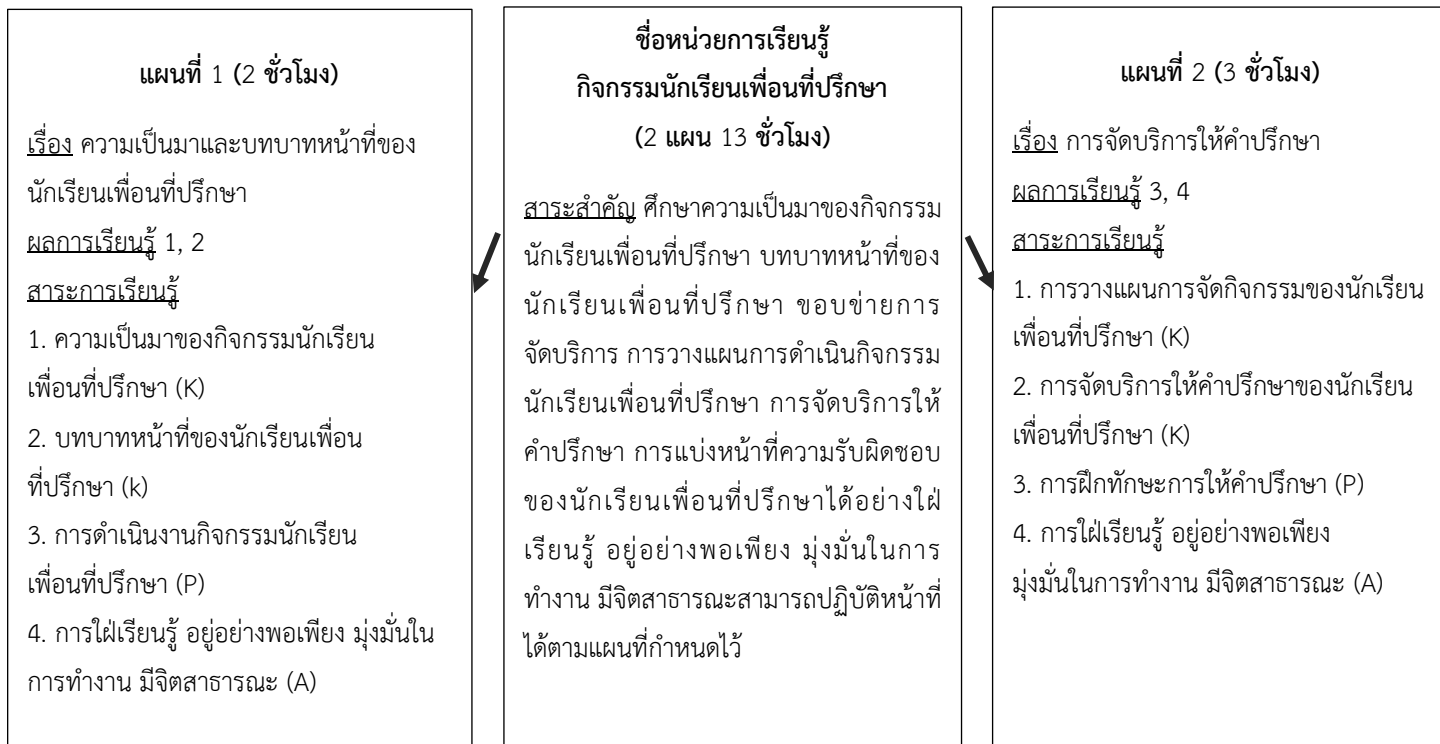 แผนที่ 1 (2 ชั่วโมง)
เรื่อง ความเป็นมาและบทบาทหน้าที่ของ
นักเรียนเพื่อนที่ปรึกษา
ผลการเรียนรู้ 1, 2
สาระการเรียนรู้
1. ความเป็นมาของกิจกรรมนักเรียน
เพื่อนที่ปรึกษา (K)
2. บทบาทหน้าที่ของนักเรียนเพื่อน
ที่ปรึกษา (k)
3. การดำเนินงานกิจกรรมนักเรียน
เพื่อนที่ปรึกษา (P)
4. การใฝ่เรียนรู้ อยู่อย่างพอเพียง มุ่งมั่นใน
การทำงาน มีจิตสาธารณะ (A)
ชื่อหน่วยการเรียนรู้
กิจกรรมนักเรียนเพื่อนที่ปรึกษา
(2 แผน 13 ชั่วโมง)
สาระสำคัญ ศึกษาความเป็นมาของกิจกรรม
นักเรียนเพื่อนที่ปรึกษา บทบาทหน้าที่ของ
นักเรียนเพื่อนที่ปรึกษา ขอบข่ายการ
จัดบริการ การวางแผนการดำเนินกิจกรรม
นักเรียนเพื่อนที่ปรึกษา การจัดบริการให้
คำปรึกษา การแบ่งหน้าที่ความรับผิดชอบ
ของนักเรียนเพื่อนที่ปรึกษาได้อย่างใฝ่
เรียนรู้ อยู่อย่างพอเพียง มุ่งมั่นในการ
ทำงาน มีจิตสาธารณะสามารถปฏิบัติหน้าที่
ได้ตามแผนที่กำหนดไว้
แผนที่ 2 (3 ชั่วโมง)
เรื่อง การจัดบริการให้คำปรึกษา
ผลการเรียนรู้ 3, 4
สาระการเรียนรู้
1. การวางแผนการจัดกิจกรรมของนักเรียน
เพื่อนที่ปรึกษา (K)
2. การจัดบริการให้คำปรึกษาของนักเรียน
เพื่อนที่ปรึกษา (K)
3. การฝึกทักษะการให้คำปรึกษา (P)
4. การใฝ่เรียนรู้ อยู่อย่างพอเพียง
มุ่งมั่นในการทำงาน มีจิตสาธารณะ (A)